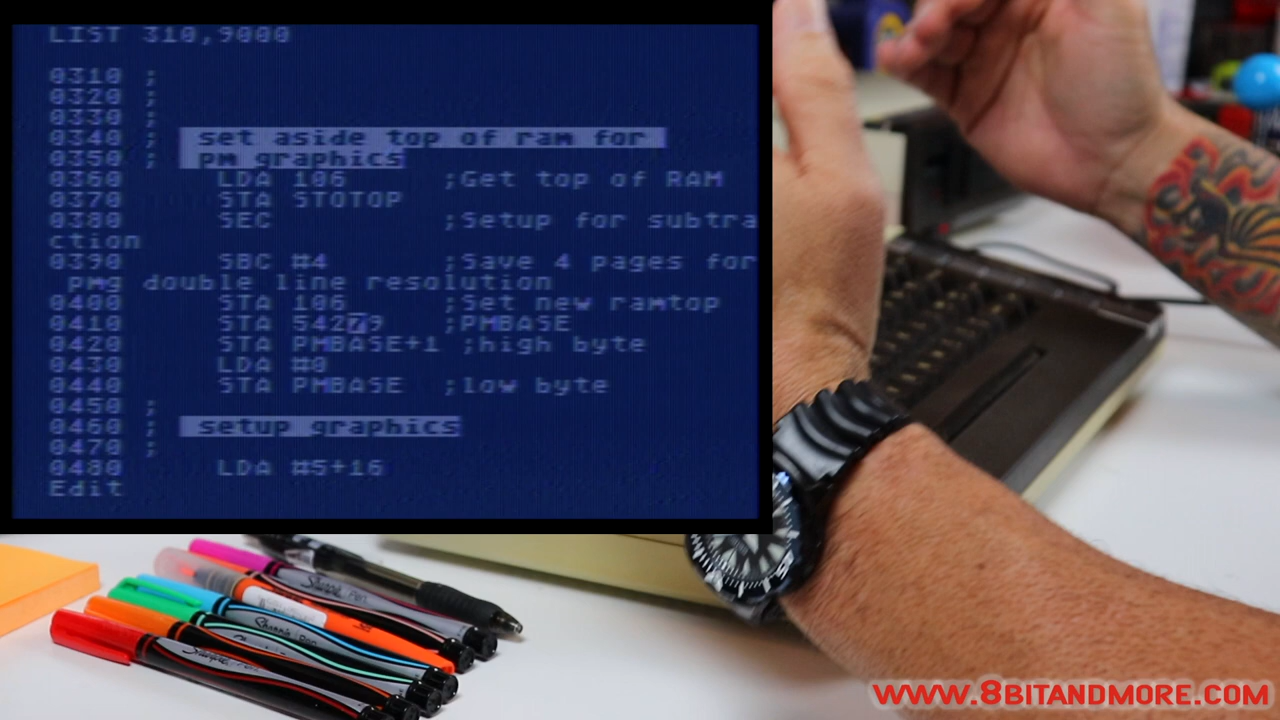 LIST 310,9000
0310 ;
0320 ;
0330 ;
0340 ;  set aside top of ram for
0350 ;  pm graphics
0360     LDA 106     ;Get top of RAM
0370     STA STOTOP
0380     SEC         ;Setup for subtra
ction
0390     SBC #4      ;Save 4 pages for
 pmg double line resolution
0400     STA 106     ;Set new ramtop
0410     STA 54279   ;PMBASE
0420     STA PMBASE+1 ;high byte
0430     LDA #0
0440     STA PMBASE  ;low byte
0450 ;
0460 ;  setup graphics
0470 ;
0480     LDA #5+16
Edit
Sharpie Pen
WWW.8BITANDMORE.COM